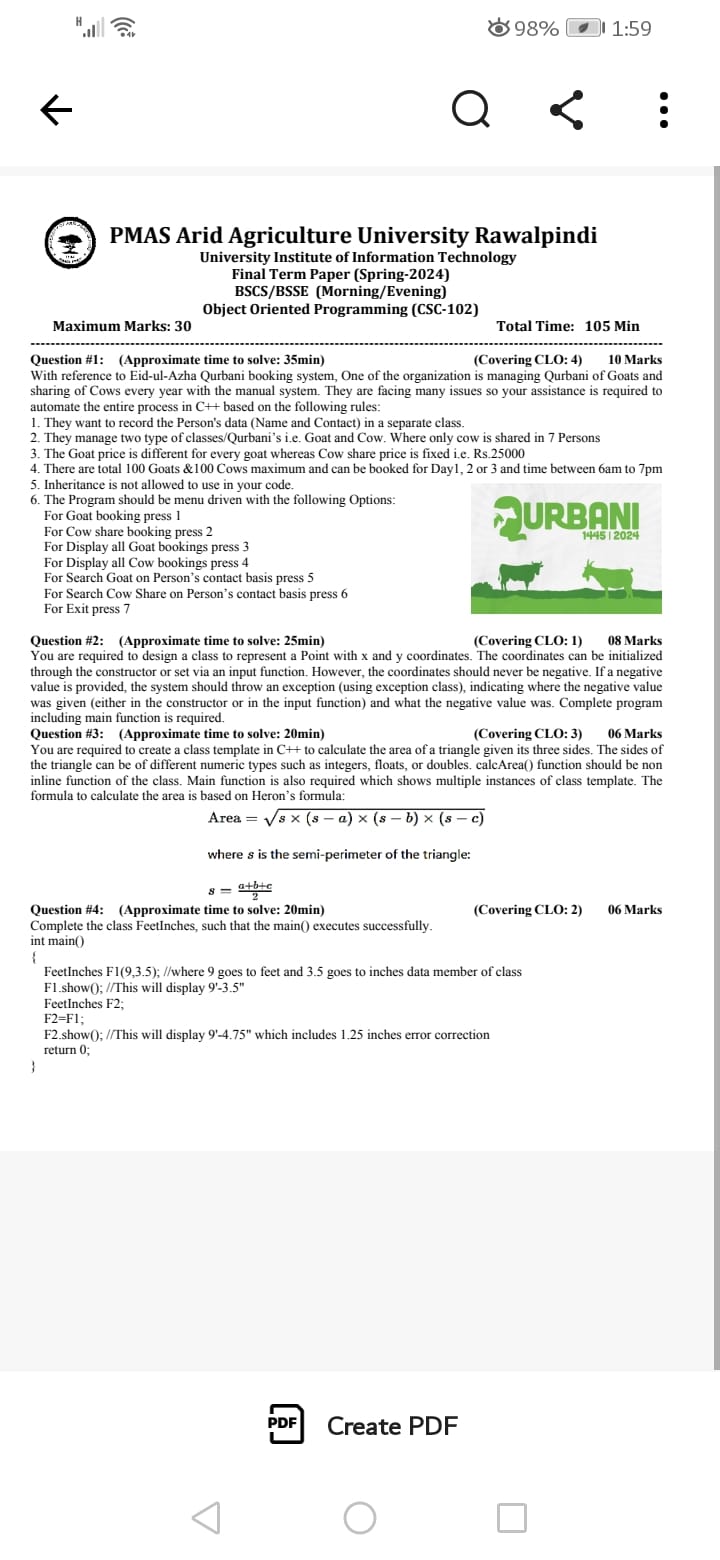 H 98% 1:59
PMAS Arid Agriculture University Rawalpindi
University Institute of Information Technology
Final Term Paper (Spring-2024)
BSCS/BSSE (Morning/Evening)
Object Oriented Programming (CSC-102)
Maximum Marks: 30 Total Time: 105 Min
Question #1: (Approximate time to solve: 35min) (Covering CLO: 4) 10 Marks
With reference to Eid-ul-Azha Qurbani booking system, One of the organization is managing Qurbani of Goats and
sharing of Cows every year with the manual system. They are facing many issues so your assistance is required to
automate the entire process in C++ based on the following rules:
1. They want to record the Person's data (Name and Contact) in a separate class.
2. They manage two type of classes/Qurbani's i.e. Goat and Cow. Where only cow is shared in 7 Persons
3. The Goat price is different for every goat whereas Cow share price is fixed i.e. Rs.25000
4. There are total 100 Goats &100 Cows maximum and can be booked for Day1, 2 or 3 and time between 6am to 7pm
5. Inheritance is not allowed to use in your code.
6. The Program should be menu driven with the following Options:
For Goat booking press 1
For Cow share booking press 2
For Display all Goat bookings press 3
For Display all Cow bookings press 4
For Search Goat on Person's contact basis press 5
For Search Cow Share on Person's contact basis press 6
For Exit press 7
QURBANI
1445 | 2024
Question #2: (Approximate time to solve: 25min) (Covering CLO: 1) 08 Marks
You are required to design a class to represent a Point with x and y coordinates. The coordinates can be initialized
through the constructor or set via an input function. However, the coordinates should never be negative. If a negative
value is provided, the system should throw an exception (using exception class), indicating where the negative value
was given (either in the constructor or in the input function) and what the negative value was. Complete program
including main function is required.
Question #3: (Approximate time to solve: 20min) (Covering CLO: 3) 06 Marks
You are required to create a class template in C++ to calculate the area of a triangle given its three sides. The sides of
the triangle can be of different numeric types such as integers, floats, or doubles. calcArea() function should be non
inline function of the class. Main function is also required which shows multiple instances of class template. The
formula to calculate the area is based on Heron's formula:
Area = √s × (s − a) × (s − b) × (s − c)
where s is the semi-perimeter of the triangle:
s = a+b+c/2
Question #4: (Approximate time to solve: 20min) (Covering CLO: 2) 06 Marks
Complete the class FeetInches, such that the main() executes successfully.
int main()
{
FeetInches F1(9,3.5); //where 9 goes to feet and 3.5 goes to inches data member of class
F1.show(); //This will display 9'-3.5"
FeetInches F2;
F2=F1;
F2.show(); //This will display 9'-4.75" which includes 1.25 inches error correction
return 0;
}
PDF Create PDF